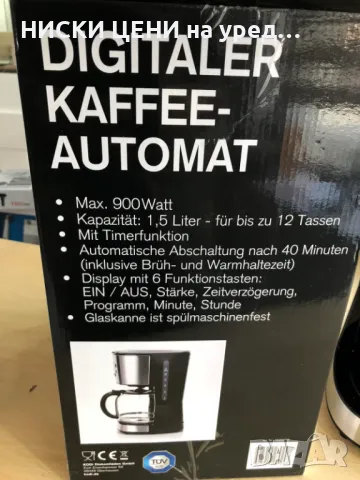 НИСКИ ЦЕНИ на уред...
DIGITALER
KAFFEE-
AUTOMAT
• Max. 900Watt
• Kapazität: 1,5 Liter - für bis zu 12 Tassen
• Mit Timerfunktion
• Automatische Abschaltung nach 40 Minuten
(inklusive Brüh- und Warmhaltezeit)
• Display mit 6 Funktionstasten:
EIN / AUS, Stärke, Zeitverzögerung,
Programm, Minute, Stunde
• Glaskanne ist spülmaschinenfest
CE
TÜV